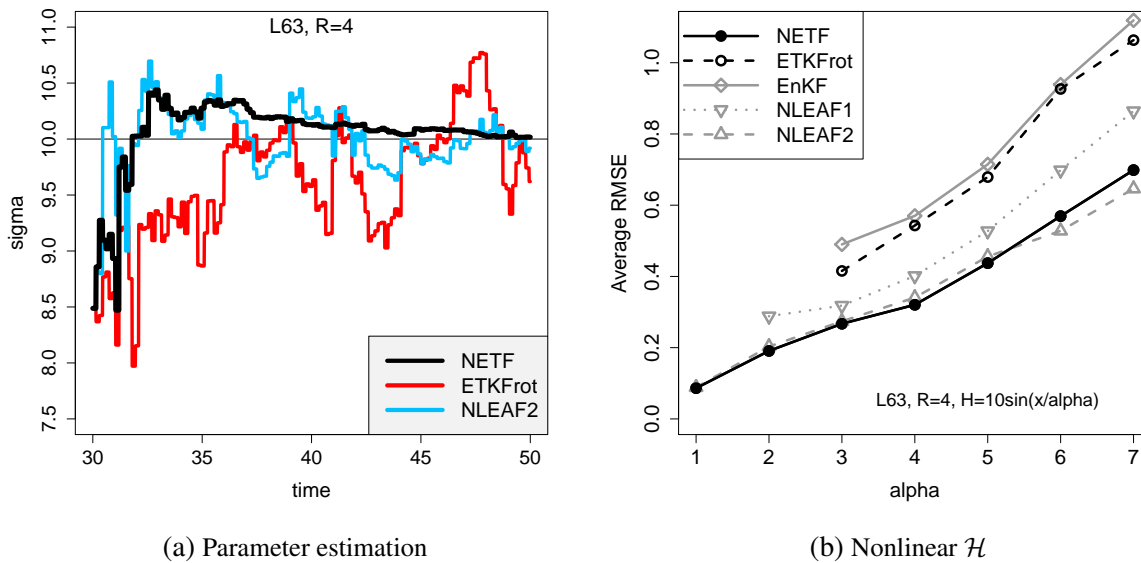 L63, R=4
11.0
10.5
10.0
9.5
9.0
8.5
8.0
7.5
sigma
NETF
ETKFrot
NLEAF2
30 35 40 45 50
time
(a) Parameter estimation
NETF
ETKFrot
EnKF
NLEAF1
NLEAF2
1.0
0.8
0.6
0.4
0.2
0.0
Average RMSE
L63, R=4, H=10sin(x/alpha)
1 2 3 4 5 6 7
alpha
(b) Nonlinear ℋ